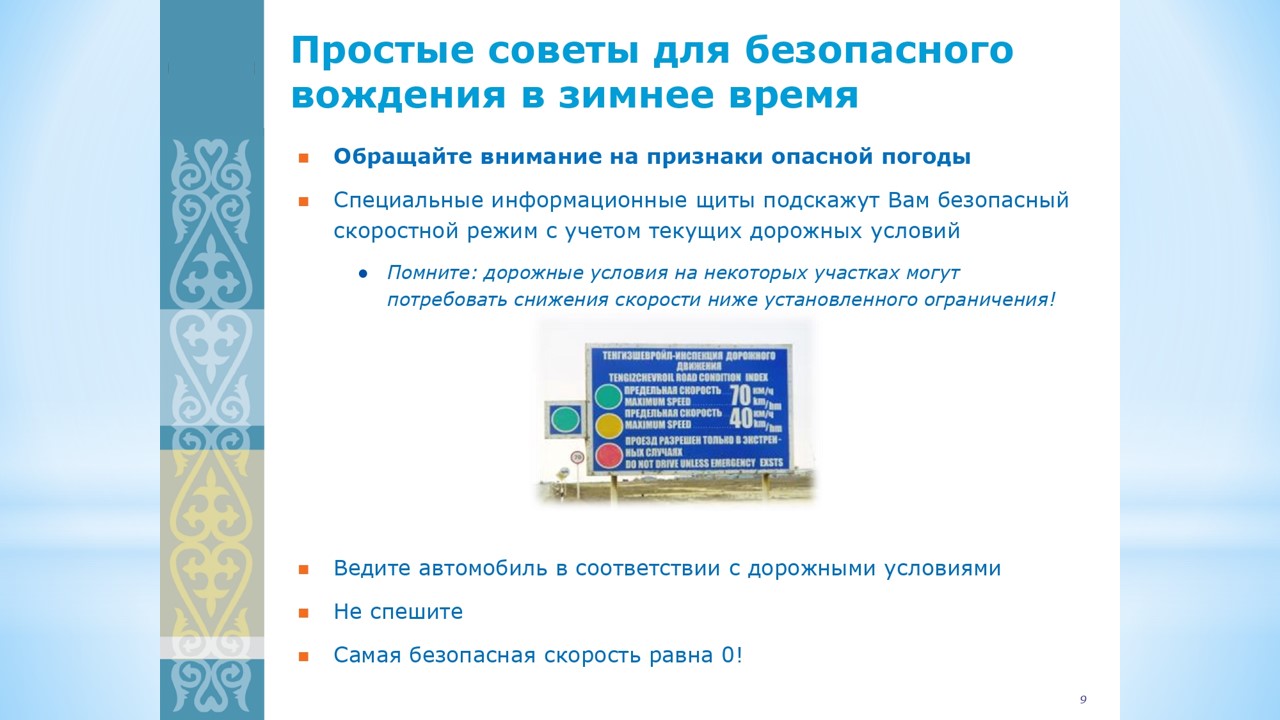 Простые советы для безопасного
вождения в зимнее время
Обращайте внимание на признаки опасной погоды
Специальные информационные щиты подскажут Вам безопасный
скоростной режим с учетом текущих дорожных условий
Помните: дорожные условия на некоторых участках могут
потребовать снижения скорости ниже установленного ограничения!
ТЕНГИЗШЕВРОЙЛ-ИНСПЕКЦИЯ ДОРОЖНОГО
ДВИЖЕНИЯ
TENGIZCHEVROIL ROAD CONDITION INDEX
ПРЕДЕЛЬНАЯ СКОРОСТЬ 70 км/ч
MAXIMUM SPEED km/hm
ПРЕДЕЛЬНАЯ СКОРОСТЬ 40 км/ч
MAXIMUM SPEED km/hm
ПРОЕЗД РАЗРЕШЕН ТОЛЬКО В ЭКСТРЕН-
НЫХ СЛУЧАЯХ
DO NOT DRIVE UNLESS EMERGENCY EXSTS
Ведите автомобиль в соответствии с дорожными условиями
Не спешите
Самая безопасная скорость равна 0!
9